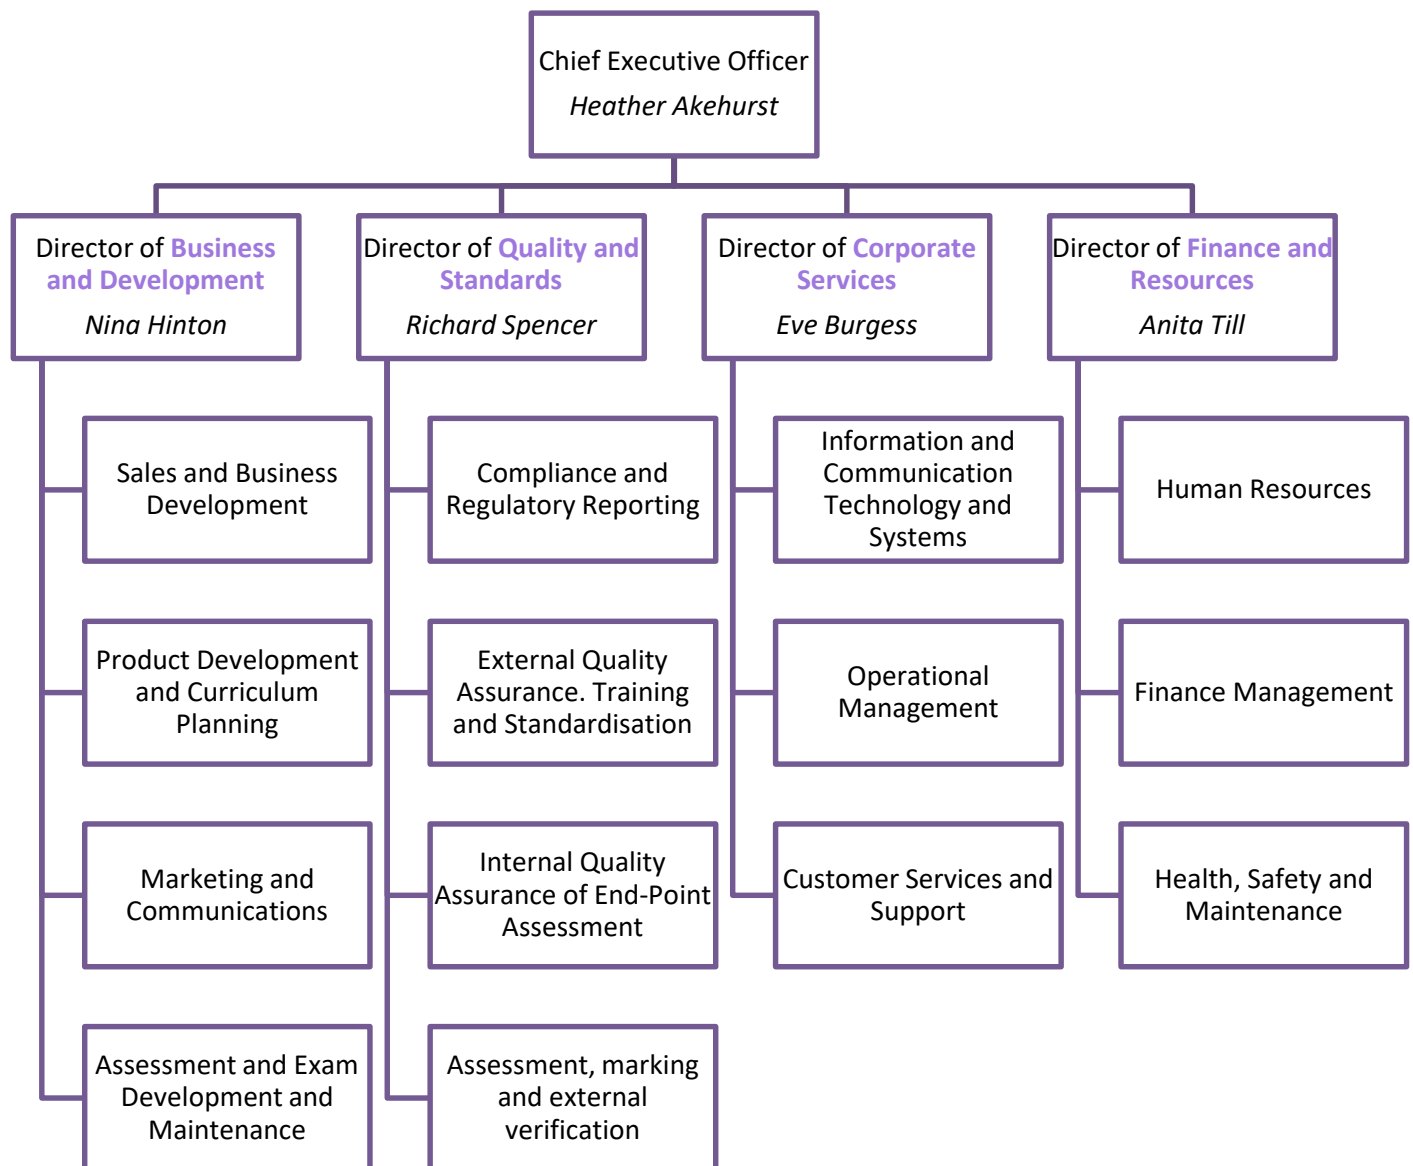 Chief Executive Officer
Heather Akehurst
Director of Business
and Development
Nina Hinton
Director of Quality and
Standards
Richard Spencer
Director of Corporate
Services
Eve Burgess
Director of Finance and
Resources
Anita Till
Sales and Business
Development
Product Development
and Curriculum
Planning
Marketing and
Communications
Assessment and Exam
Development and
Maintenance
Compliance and
Regulatory Reporting
External Quality
Assurance. Training
and Standardisation
Internal Quality
Assurance of End-Point
Assessment
Assessment, marking
and external
verification
Information and
Communication
Technology and
Systems
Operational
Management
Customer Services and
Support
Human Resources
Finance Management
Health, Safety and
Maintenance